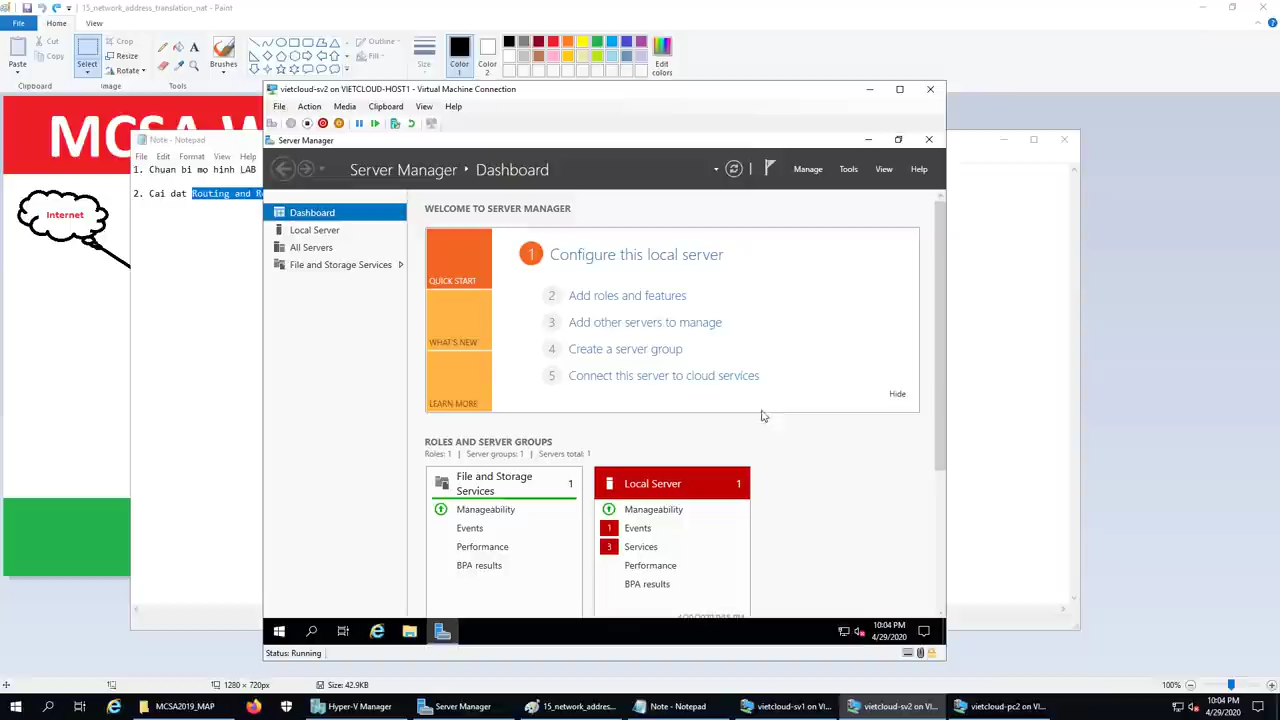 15_network_address_translation_nat - Paint
File
Home
View
Paste
Cut
Copy
Clipboard
Select
Crop
Resize
Rotate
Image
Tools
Brushes
Outline
Fill
Size
Color
1
Color
2
Edit
colors
MCSA W
Internet
Note - Notepad
File Edit Format View Help
1. Chuan bi mo hinh LAB
2. Cai dat Routing and R
vietcloud-sv2 on VIETCLOUD-HOST1 - Virtual Machine Connection
File Action Media Clipboard View Help
Server Manager
Server Manager • Dashboard
Manage Tools View Help
Dashboard
Local Server
All Servers
File and Storage Services
WELCOME TO SERVER MANAGER
QUICK START
WHAT'S NEW
LEARN MORE
1 Configure this local server
2 Add roles and features
3 Add other servers to manage
4 Create a server group
5 Connect this server to cloud services
Hide
ROLES AND SERVER GROUPS
Roles: 1 | Server groups: 1 | Servers total: 1
File and Storage
Services
1
Manageability
Events
Performance
BPA results
Local Server 1
Manageability
1 Events
3 Services
Performance
BPA results
10:04 PM
4/29/2020
Status: Running
1280 × 720px
Size: 42.9KB
100%
MCSA2019_MAP
Hyper-V Manager
Server Manager
15_network_address...
Note - Notepad
vietcloud-sv1 on VI...
vietcloud-sv2 on VI...
vietcloud-pc2 on VI...
10:04 PM
4/29/2020